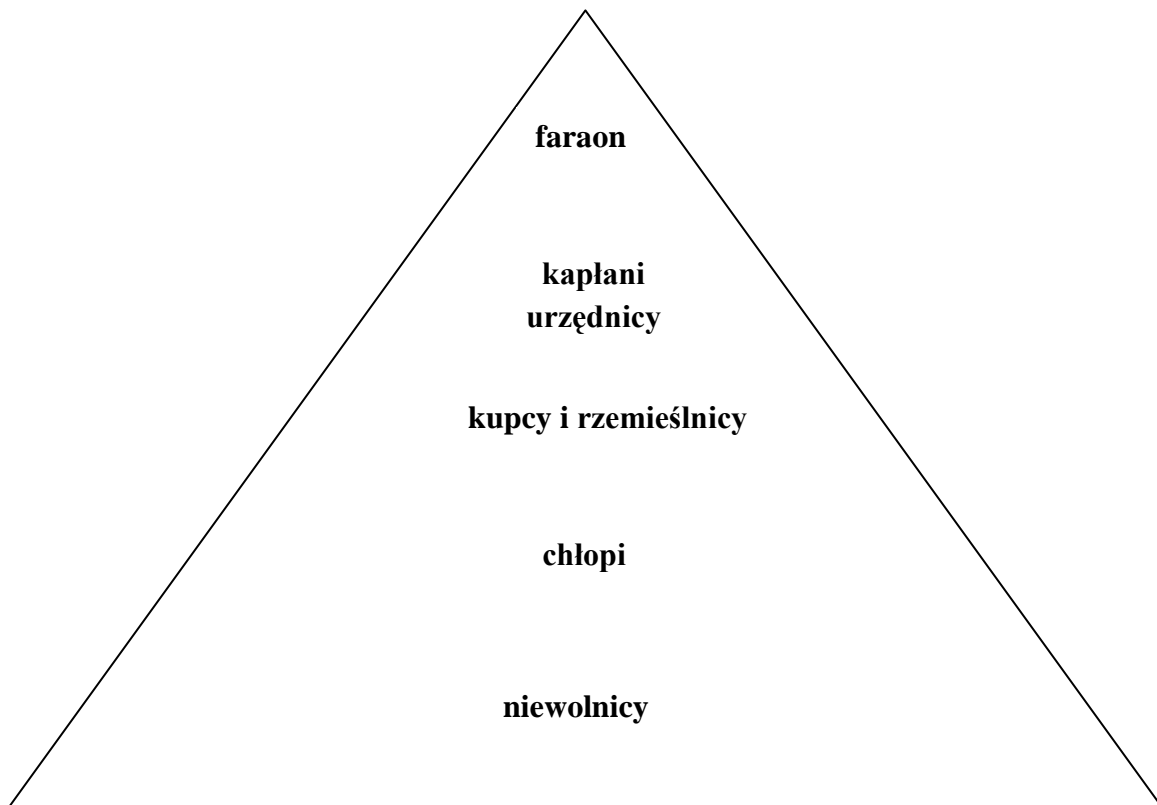 faraon
kapłani
urzędnicy
kupcy i rzemieślnicy
chłopi
niewolnicy